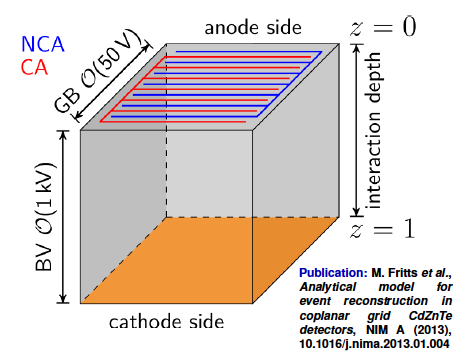 anode side
z = 0
NCA
CA
GB 𝒪(50 V)
interaction depth
BV 𝒪(1 kV)
z = 1
cathode side
Publication: M. Fritts et al.,
Analytical model for
event reconstruction in
coplanar grid CdZnTe
detectors, NIM A (2013),
10.1016/j.nima.2013.01.004